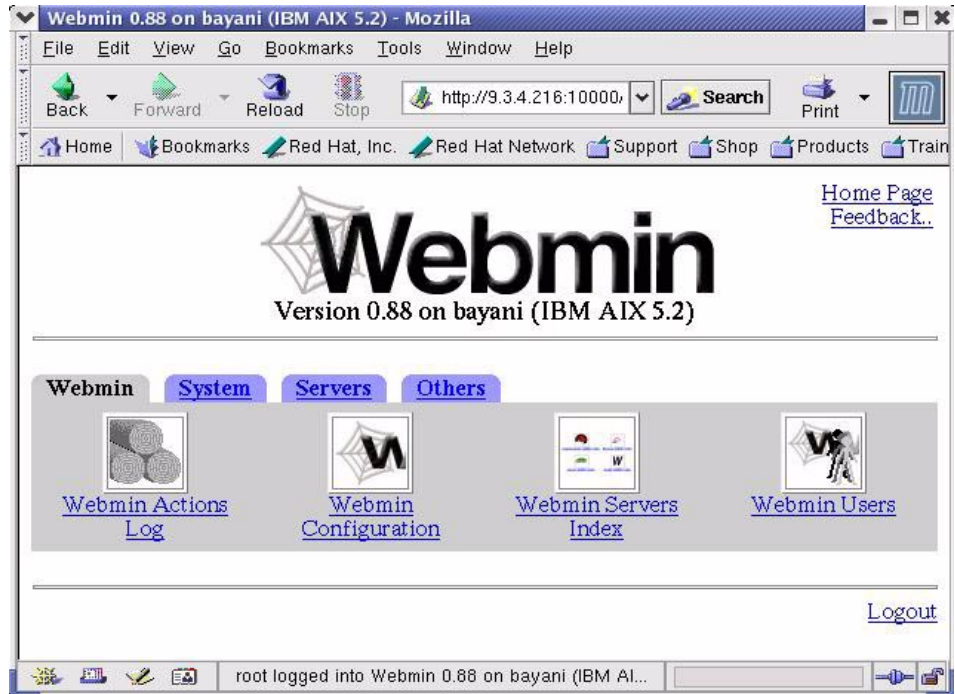 Webmin 0.88 on bayani (IBM AIX 5.2) - Mozilla
File Edit View Go Bookmarks Tools Window Help
Back Forward Reload Stop http://9.3.4.216:10000/ Search Print
Home Bookmarks Red Hat, Inc. Red Hat Network Support Shop Products Train
Home Page
Feedback..
Webmin
Version 0.88 on bayani (IBM AIX 5.2)
Webmin System Servers Others
Webmin Actions Log
Webmin Configuration
Webmin Servers Index
Webmin Users
Logout
root logged into Webmin 0.88 on bayani (IBM AI...